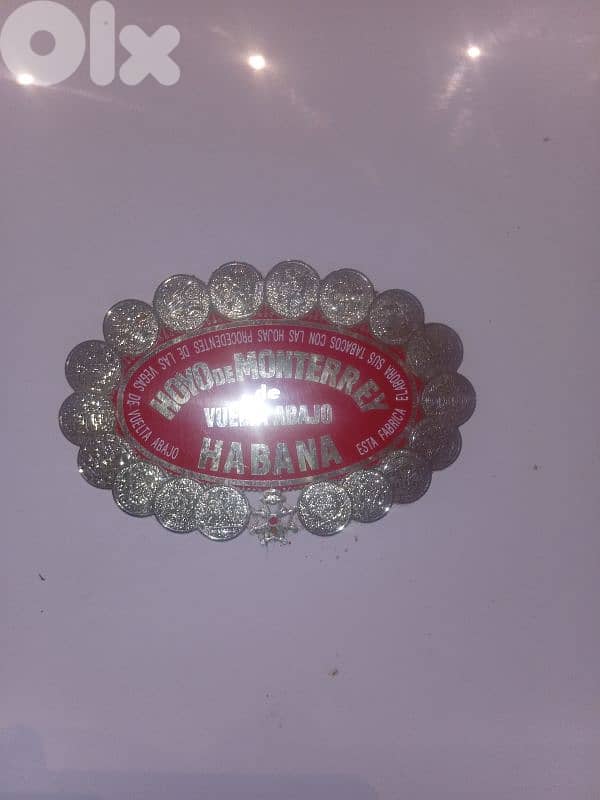 OLX
HOYO DE MONTERREY
de
VUELTA ABAJO
HABANA
ESTA FABRICA ELABORA SUS TABACOS CON LAS HOJAS PROCEDENTES DE LAS VEGAS DE VUELTA ABAJO